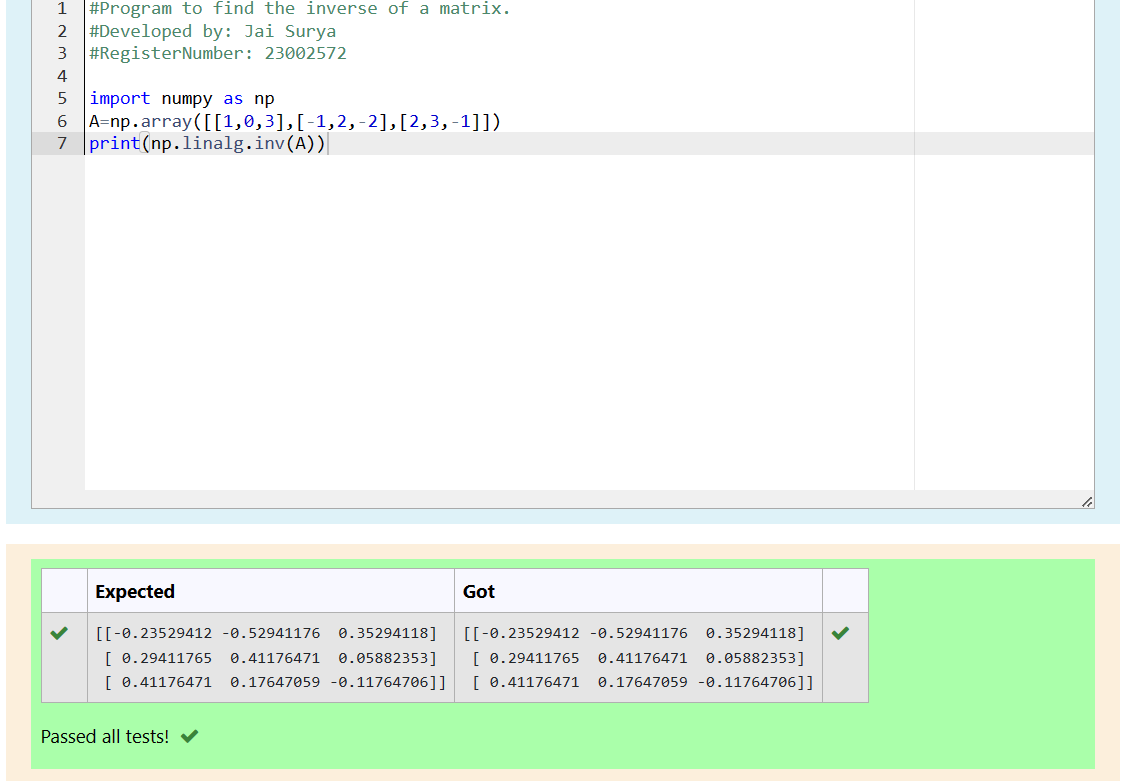 1 #Program to find the inverse of a matrix.
2 #Developed by: Jai Surya
3 #RegisterNumber: 23002572
4
5 import numpy as np
6 A=np.array([[1,0,3],[-1,2,-2],[2,3,-1]])
7 print(np.linalg.inv(A))
Expected Got
[[-0.23529412 -0.52941176  0.35294118] [[-0.23529412 -0.52941176  0.35294118]
 [ 0.29411765  0.41176471  0.05882353]  [ 0.29411765  0.41176471  0.05882353]
 [ 0.41176471  0.17647059 -0.11764706]]  [ 0.41176471  0.17647059 -0.11764706]]
Passed all tests!